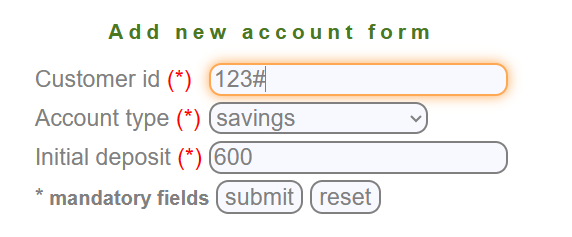 Add new account form
Customer id (*) 123#
Account type (*) savings
Initial deposit (*) 600
* mandatory fields submit reset